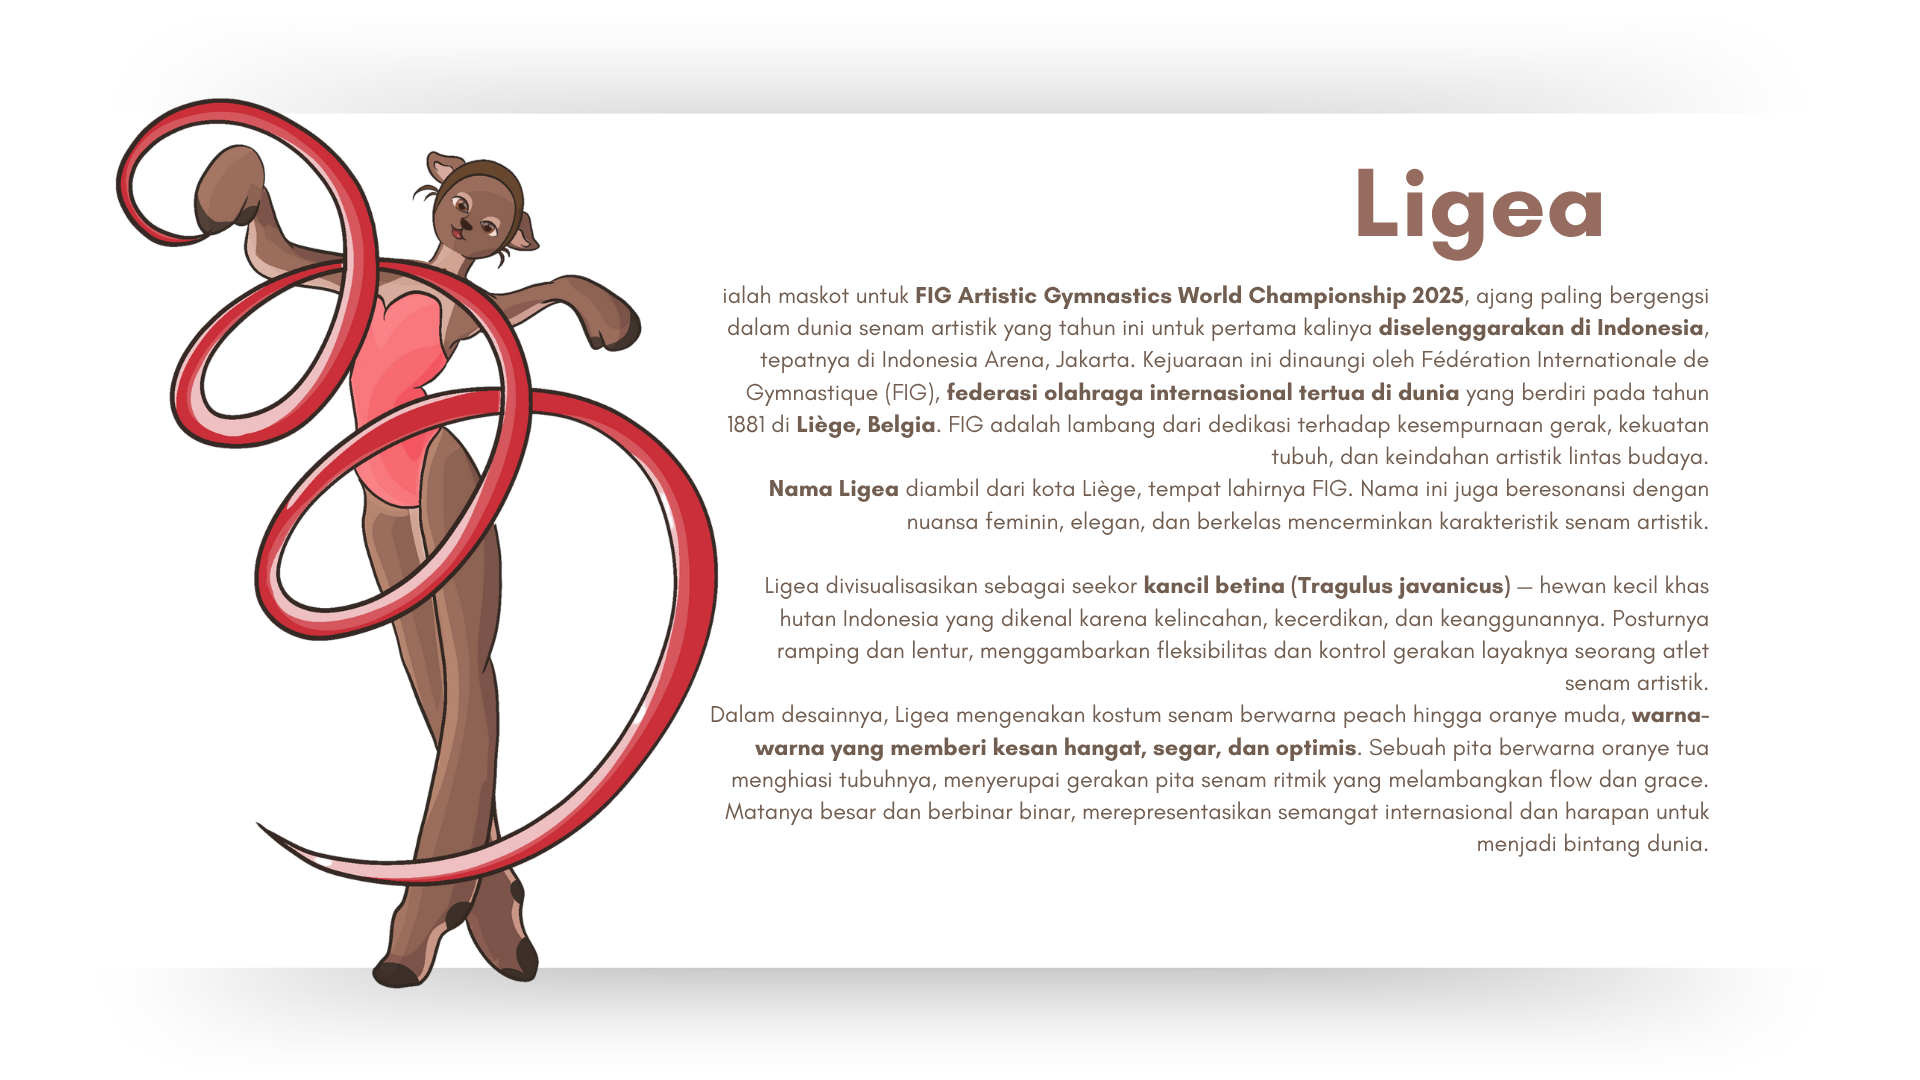 Ligea
ialah maskot untuk FIG Artistic Gymnastics World Championship 2025, ajang paling bergengsi
dalam dunia senam artistik yang tahun ini untuk pertama kalinya diselenggarakan di Indonesia,
tepatnya di Indonesia Arena, Jakarta. Kejuaraan ini dinaungi oleh Fédération Internationale de
Gymnastique (FIG), federasi olahraga internasional tertua di dunia yang berdiri pada tahun
1881 di Liège, Belgia. FIG adalah lambang dari dedikasi terhadap kesempurnaan gerak, kekuatan
tubuh, dan keindahan artistik lintas budaya.
Nama Ligea diambil dari kota Liège, tempat lahirnya FIG. Nama ini juga beresonansi dengan
nuansa feminin, elegan, dan berkelas mencerminkan karakteristik senam artistik.
Ligea divisualisasikan sebagai seekor kancil betina (Tragulus javanicus) — hewan kecil khas
hutan Indonesia yang dikenal karena kelincahan, kecerdikan, dan keanggunannya. Posturnya
ramping dan lentur, menggambarkan fleksibilitas dan kontrol gerakan layaknya seorang atlet
senam artistik.
Dalam desainnya, Ligea mengenakan kostum senam berwarna peach hingga oranye muda, warna-
warna yang memberi kesan hangat, segar, dan optimis. Sebuah pita berwarna oranye tua
menghiasi tubuhnya, menyerupai gerakan pita senam ritmik yang melambangkan flow dan grace.
Matanya besar dan berbinar binar, merepresentasikan semangat internasional dan harapan untuk
menjadi bintang dunia.